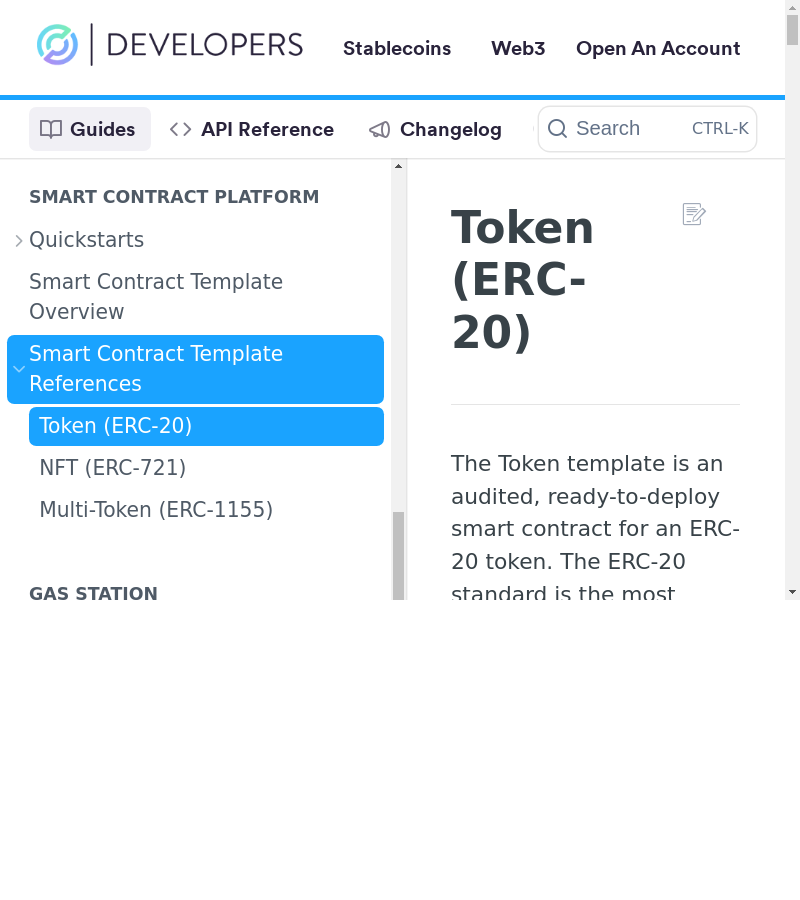 DEVELOPERS
Stablecoins Web3 Open An Account
Guides API Reference Changelog Search CTRL-K
SMART CONTRACT PLATFORM
Quickstarts
Smart Contract Template
Overview
Smart Contract Template
References
Token (ERC-20)
NFT (ERC-721)
Multi-Token (ERC-1155)
GAS STATION
Token
(ERC-
20)
The Token template is an
audited, ready-to-deploy
smart contract for an ERC-
20 token. The ERC-20
standard is the most